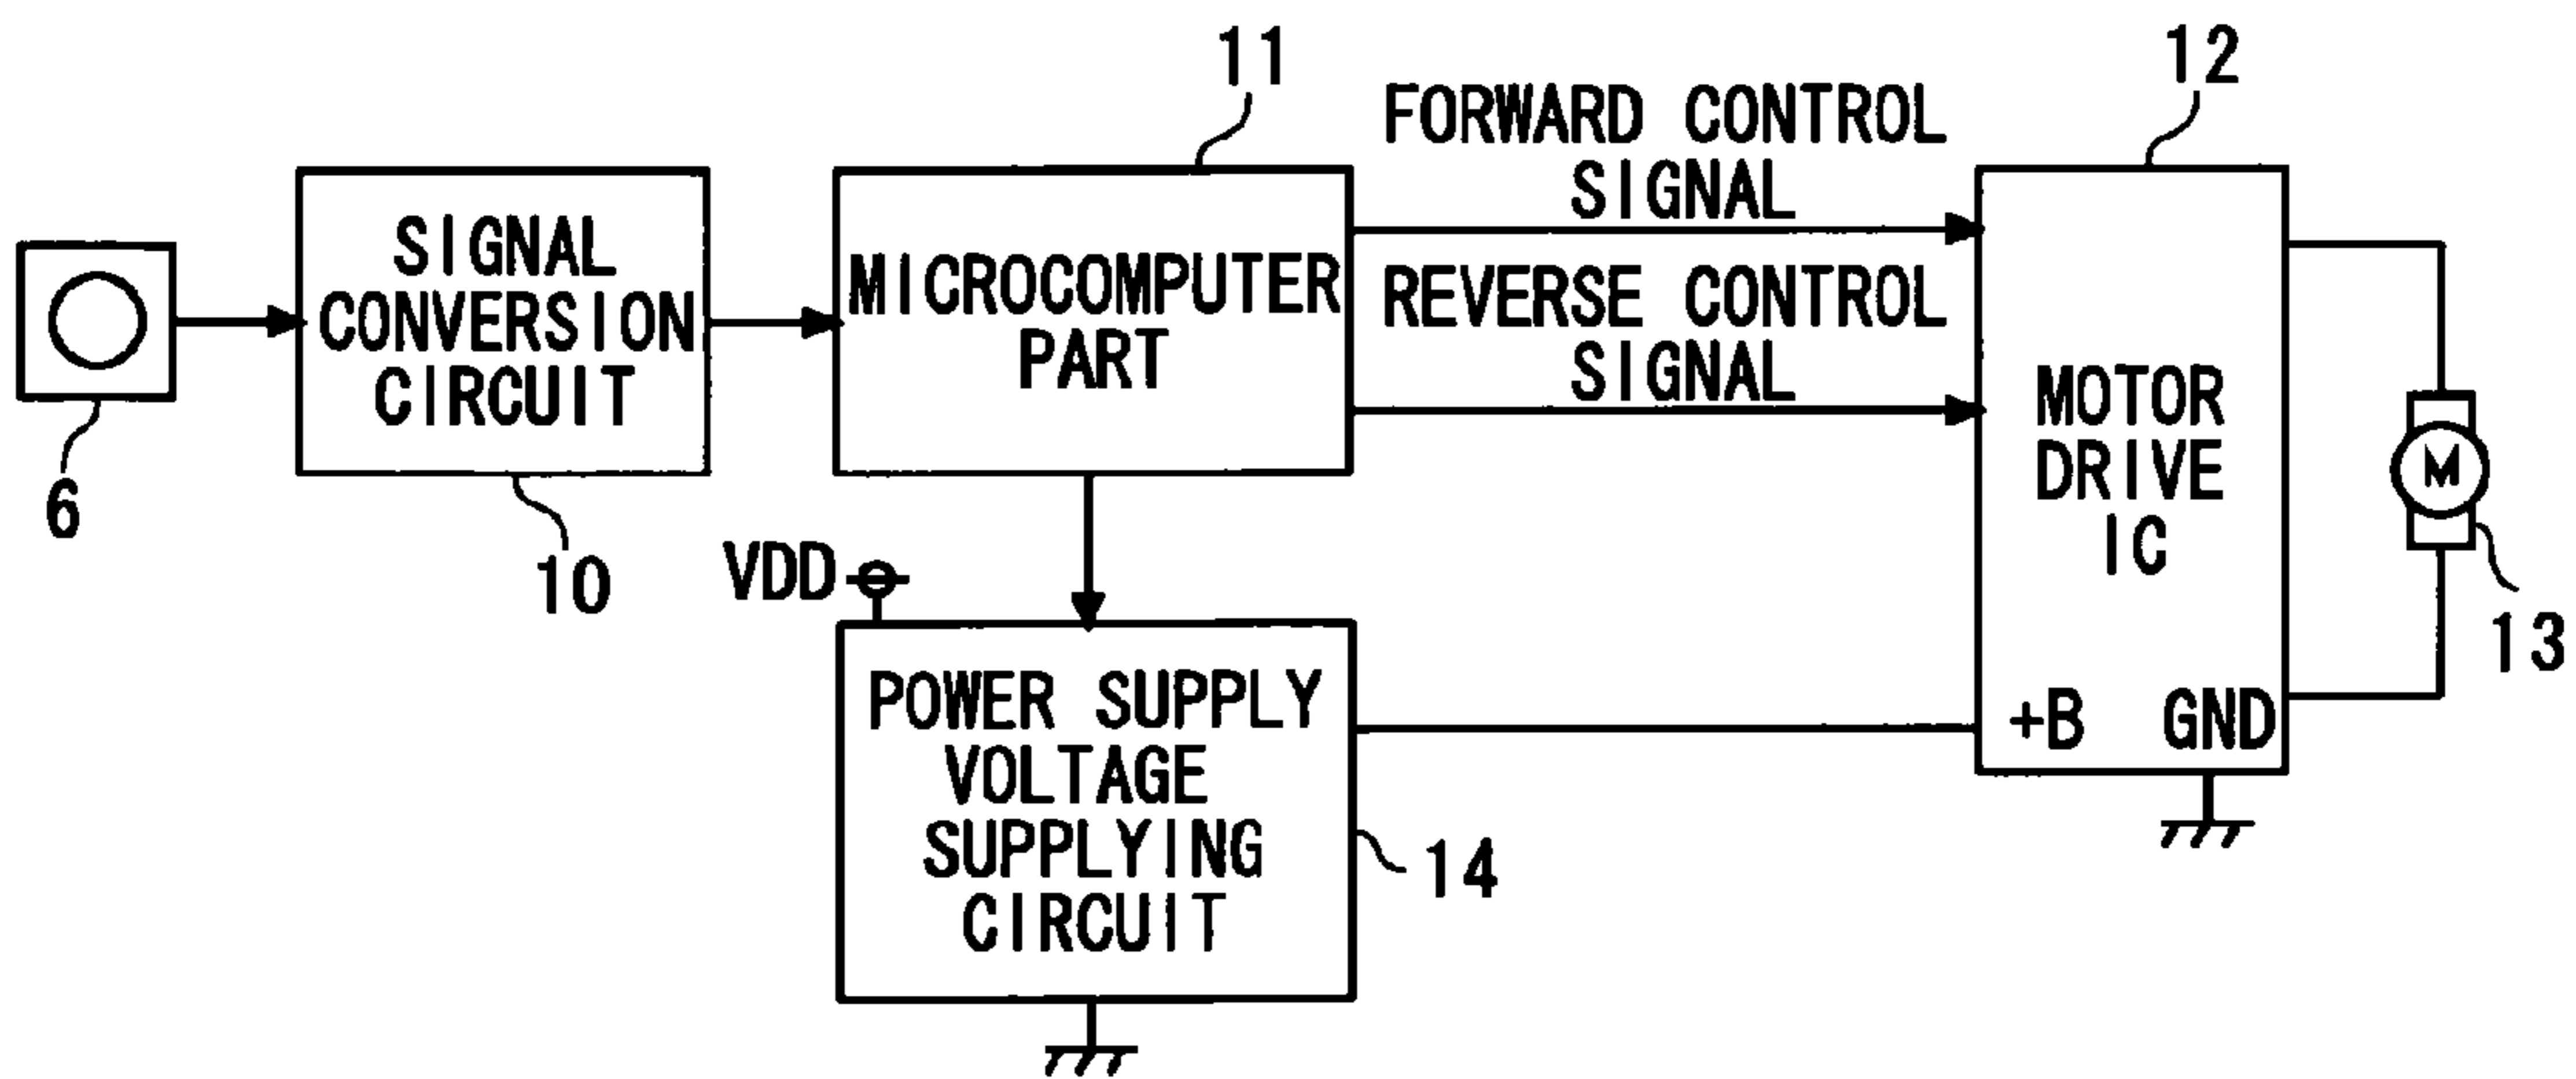 11
12
FORWARD CONTROL
SIGNAL
SIGNAL
CONVERSION
CIRCUIT
MICROCOMPUTER
PART
REVERSE CONTROL
SIGNAL
MOTOR
DRIVE
IC
M
6
10
VDD
13
POWER SUPPLY
VOLTAGE
SUPPLYING
CIRCUIT
+B GND
14